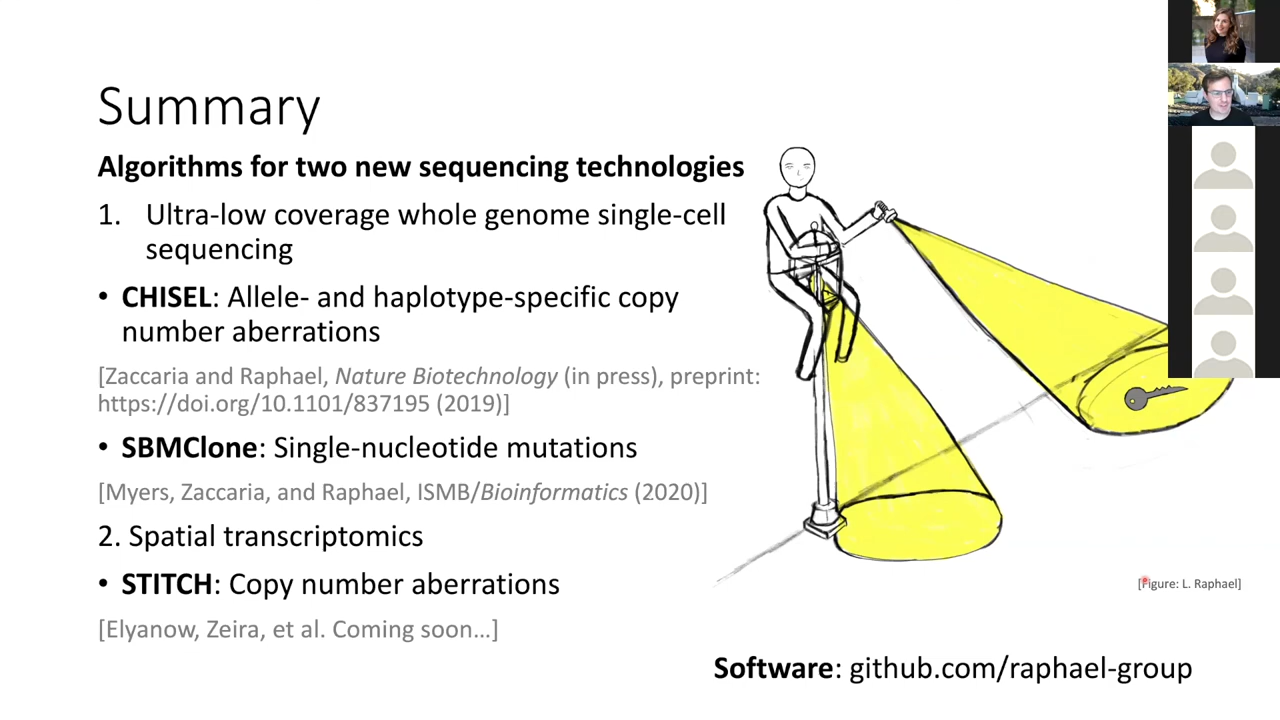 Summary
Algorithms for two new sequencing technologies
1. Ultra-low coverage whole genome single-cell
sequencing
• CHISEL: Allele- and haplotype-specific copy
number aberrations
[Zaccaria and Raphael, Nature Biotechnology (in press), preprint:
https://doi.org/10.1101/837195 (2019)]
• SBMClone: Single-nucleotide mutations
[Myers, Zaccaria, and Raphael, ISMB/Bioinformatics (2020)]
2. Spatial transcriptomics
• STITCH: Copy number aberrations
[Elyanow, Zeira, et al. Coming soon…]
[Figure: L. Raphael]
Software: github.com/raphael-group